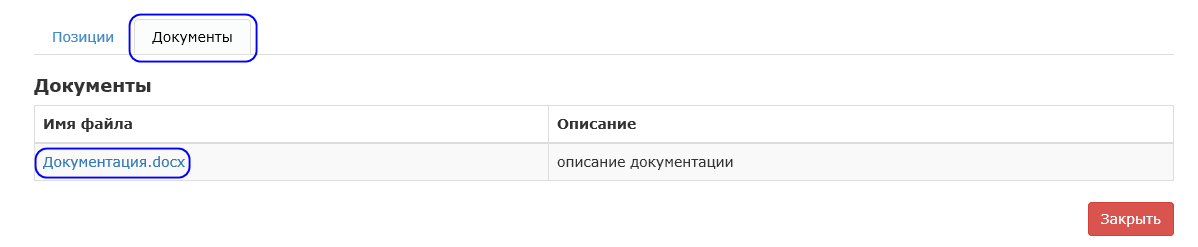 Позиции Документы
Документы
Имя файла Описание
Документация.docx описание документации
Закрыть